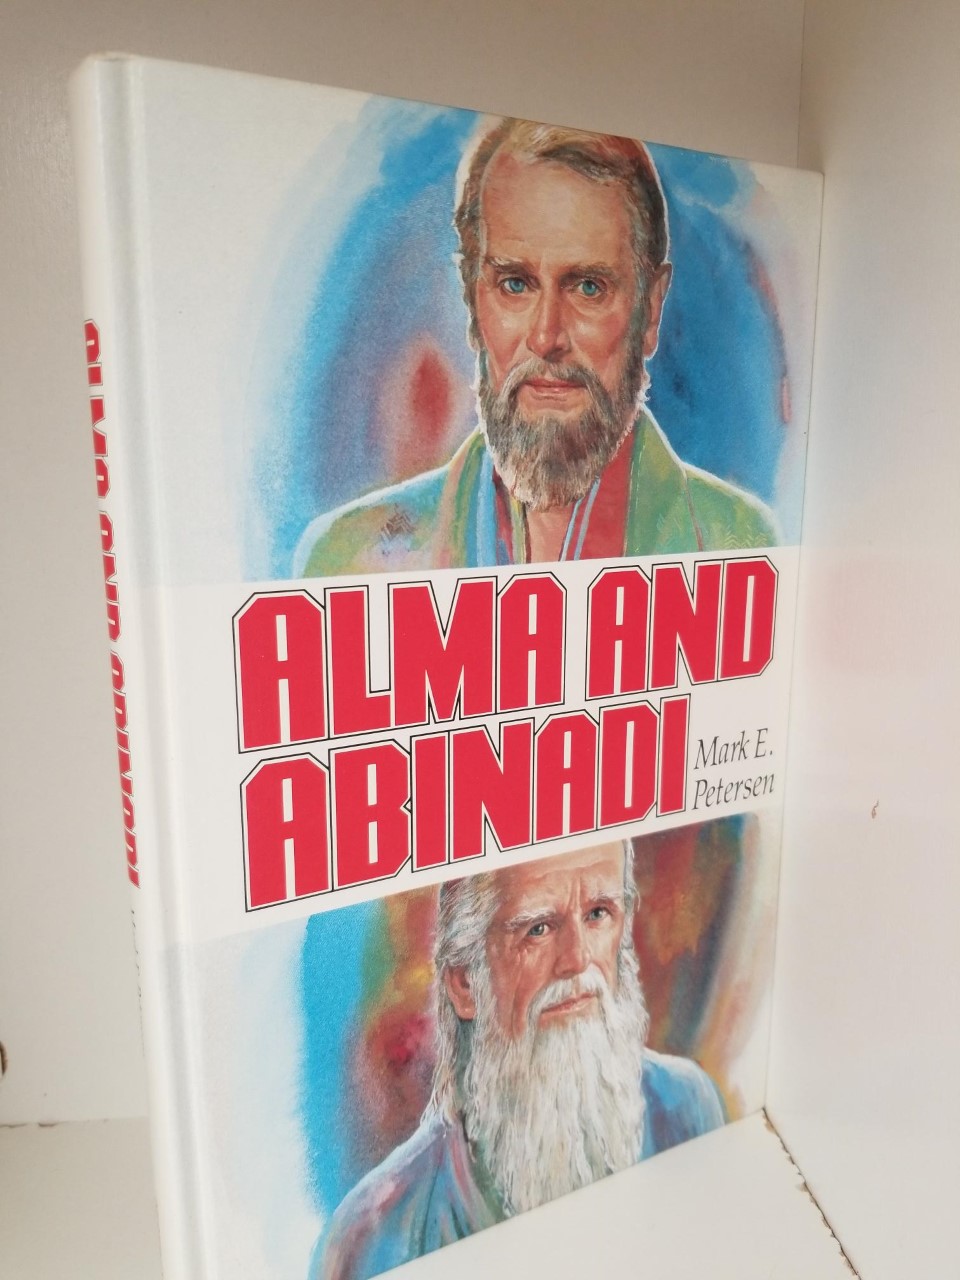 ALMA AND ABINADI
ALMA AND
ABINADI
Mark E.
Petersen